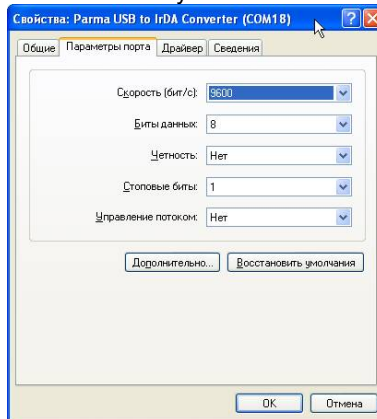 Свойства: Parma USB to IrDA Converter (COM18)
Общие Параметры порта Драйвер Сведения
Скорость (бит/с): 9600
Биты данных: 8
Четность: Нет
Стоповые биты: 1
Управление потоком: Нет
Дополнительно... Восстановить умолчания
OK Отмена